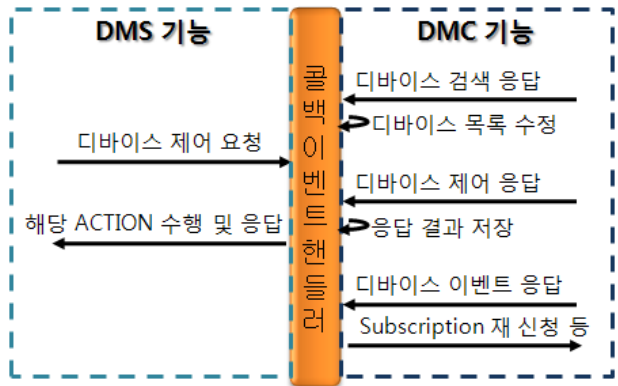 DMS 기능
디바이스 제어 요청
해당 ACTION 수행 및 응답
콜백이벤트핸들러
DMC 기능
디바이스 검색 응답
디바이스 목록 수정
디바이스 제어 응답
응답 결과 저장
디바이스 이벤트 응답
Subscription 재 신청 등